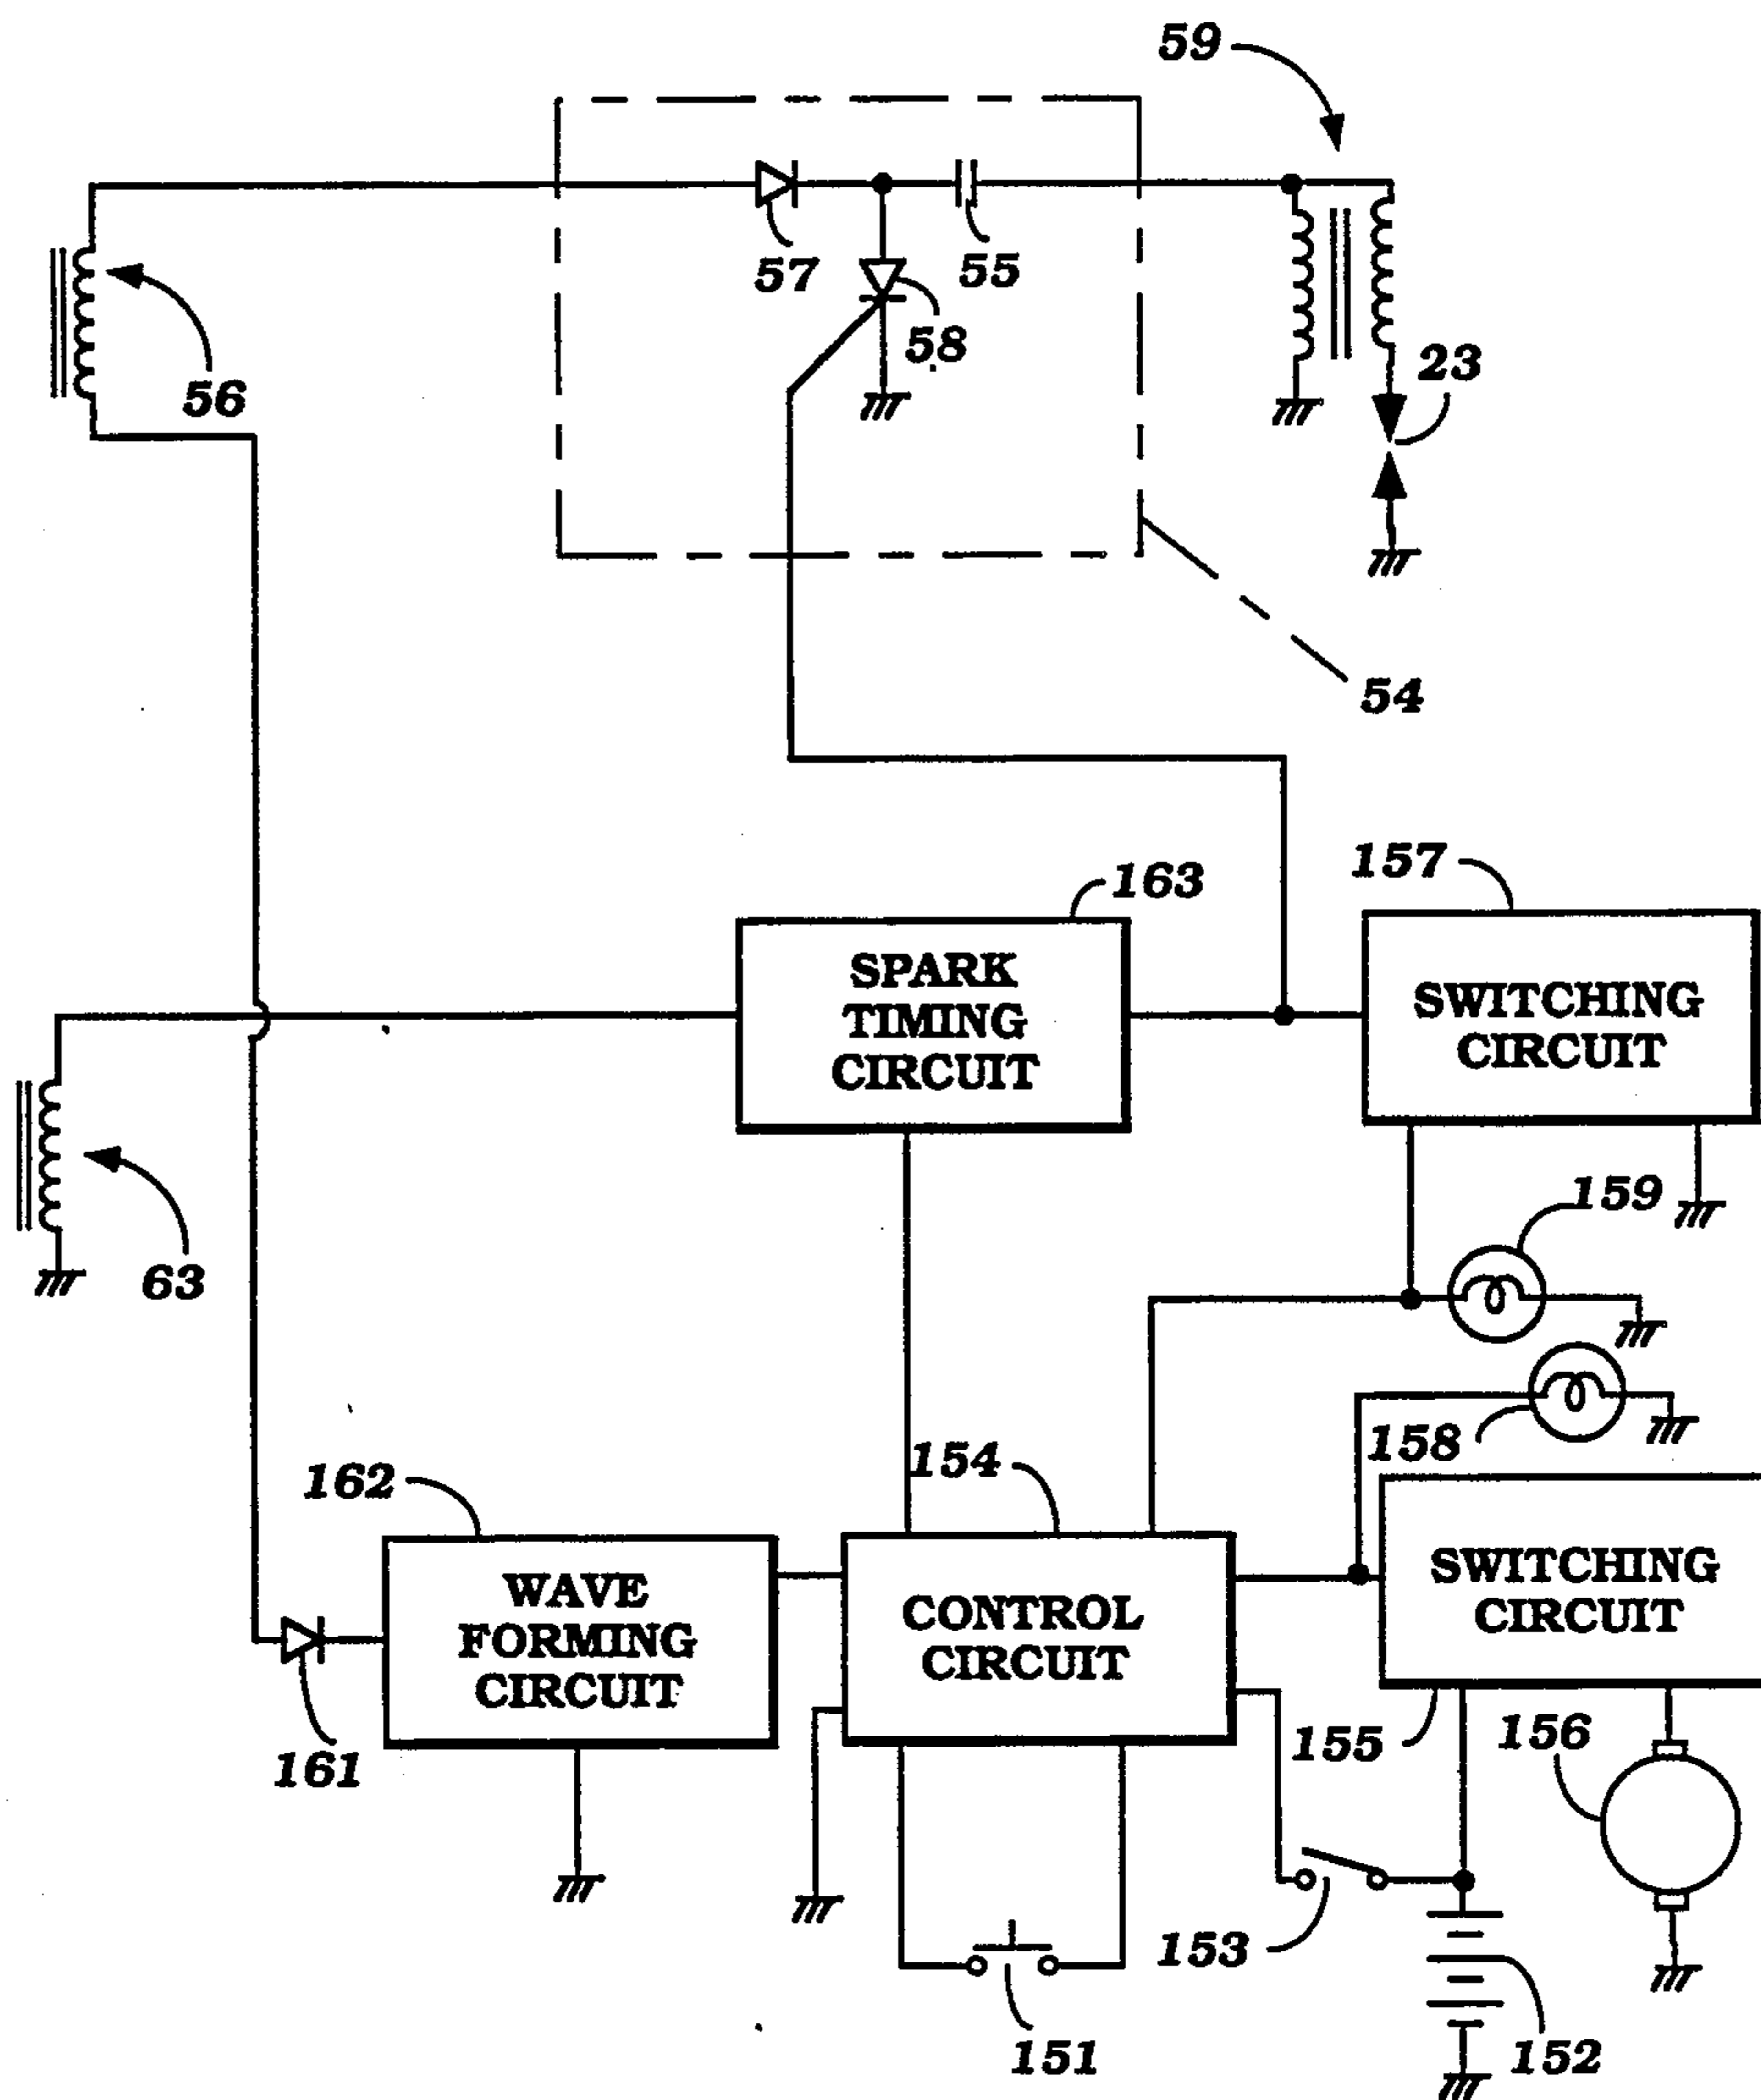 59
57
55
58
56
23
54
163
157
SPARK
TIMING
CIRCUIT
SWITCHING
CIRCUIT
159
63
158
154
162
WAVE
FORMING
CIRCUIT
CONTROL
CIRCUIT
SWITCHING
CIRCUIT
161
155
156
153
151
152